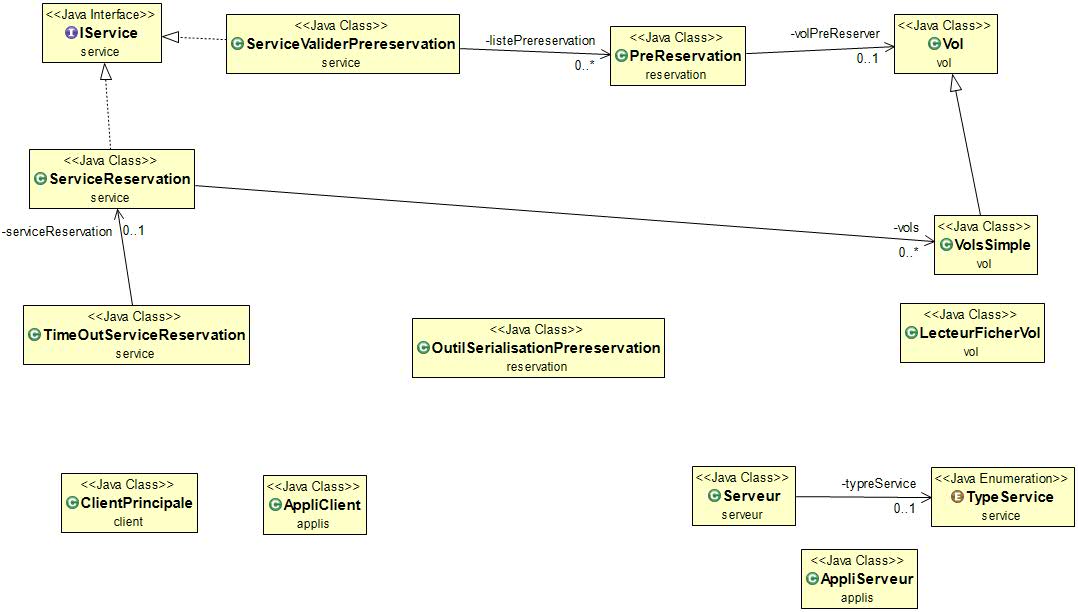 <<Java Interface>>
IService
service
<<Java Class>>
ServiceValiderPrereservation
service
-listePrereservation
0..*
<<Java Class>>
PreReservation
reservation
-volPreReserver
0..1
<<Java Class>>
Vol
vol
<<Java Class>>
ServiceReservation
service
-serviceReservation
0..1
-vols
0..*
<<Java Class>>
VolsSimple
vol
<<Java Class>>
TimeOutServiceReservation
service
<<Java Class>>
OutilSerialisationPrereservation
reservation
<<Java Class>>
LecteurFicherVol
vol
<<Java Class>>
ClientPrincipale
client
<<Java Class>>
AppliClient
applis
<<Java Class>>
Serveur
serveur
-typreService
0..1
<<Java Enumeration>>
TypeService
service
<<Java Class>>
AppliServeur
applis